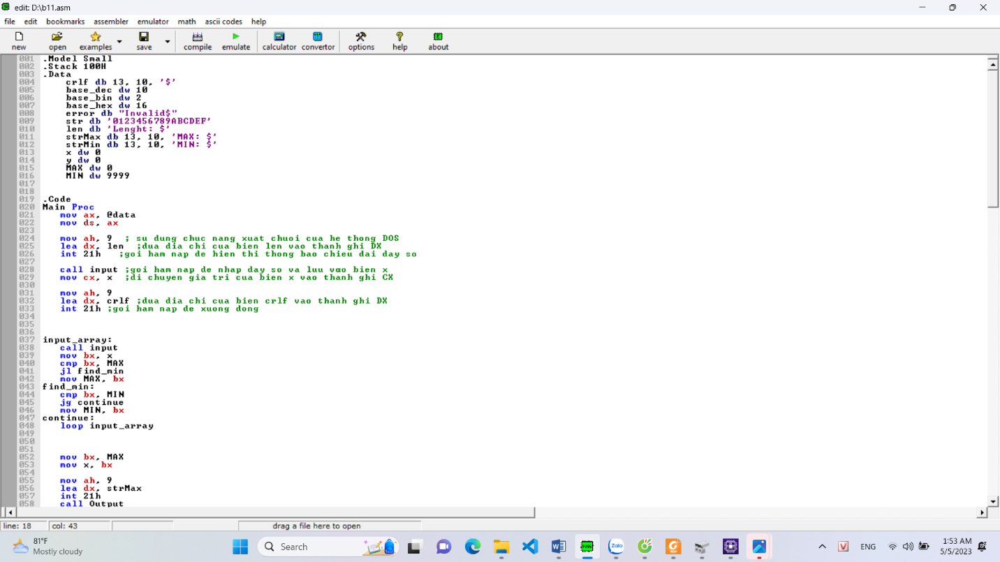 edit: D:\b11.asm
file edit bookmarks assembler emulator math ascii codes help
new open examples save compile emulate calculator convertor options help about
001 .Model Small
002 .Stack 100H
003 .Data
004 crlf db 13, 10, '$'
005 base_dec dw 10
006 base_bin dw 2
007 base_hex dw 16
008 error db "Invalid$"
009 str db '0123456789ABCDEF'
010 len db 'Lenght: $'
011 strMax db 13, 10, 'MAX: $'
012 strMin db 13, 10, 'MIN: $'
013 x dw 0
014 y dw 0
015 MAX dw 0
016 MIN dw 9999
017
018
019 .Code
020 Main Proc
021 mov ax, @data
022 mov ds, ax
023
024 mov ah, 9 ; su dung chuc nang xuat chuoi cua he thong DOS
025 lea dx, len ;dua dia chi cua bien len vao thanh ghi DX
026 int 21h ;goi ham nap de hien thi thong bao chieu dai day so
027
028 call input ;goi ham nap de nhap day so va luu vαo bien x
029 mov cx, x ;di chuyen gia tri cua bien x vao thanh ghi CX
030
031 mov ah, 9
032 lea dx, crlf ;dua dia chi cua bien crlf vao thanh ghi DX
033 int 21h ;goi ham nap de xuong dong
034
035
036
037 input_array:
038 call input
039 mov bx, x
040 cmp bx, MAX
041 jl find_min
042 mov MAX, bx
043 find_min:
044 cmp bx, MIN
045 jg continue
046 mov MIN, bx
047 continue:
048 loop input_array
049
050
051
052 mov bx, MAX
053 mov x, bx
054
055 mov ah, 9
056 lea dx, strMax
057 int 21h
058 call Output
line: 18 col: 43 drag a file here to open
81°F
Mostly cloudy
Search
Zalo
PDF
V
ENG
1:53 AM
5/5/2023